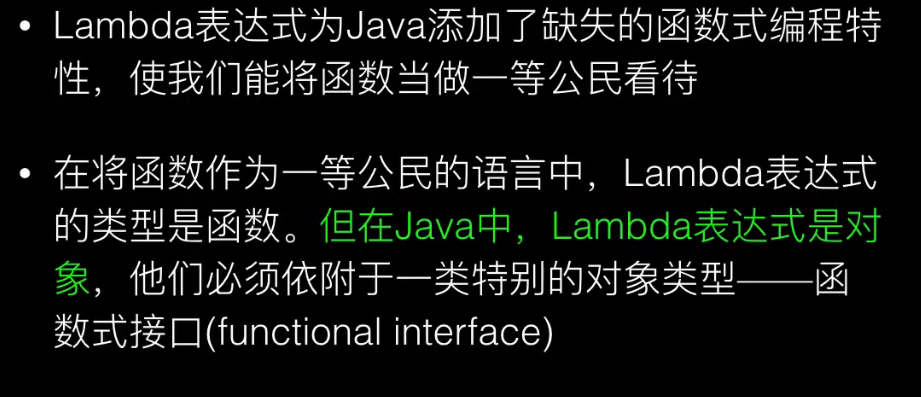 • Lambda表达式为Java添加了缺失的函数式编程特
性，使我们能将函数当做一等公民看待
• 在将函数作为一等公民的语言中，Lambda表达式
的类型是函数。但在Java中，Lambda表达式是对
象，他们必须依附于一类特别的对象类型——函
数式接口(functional interface)